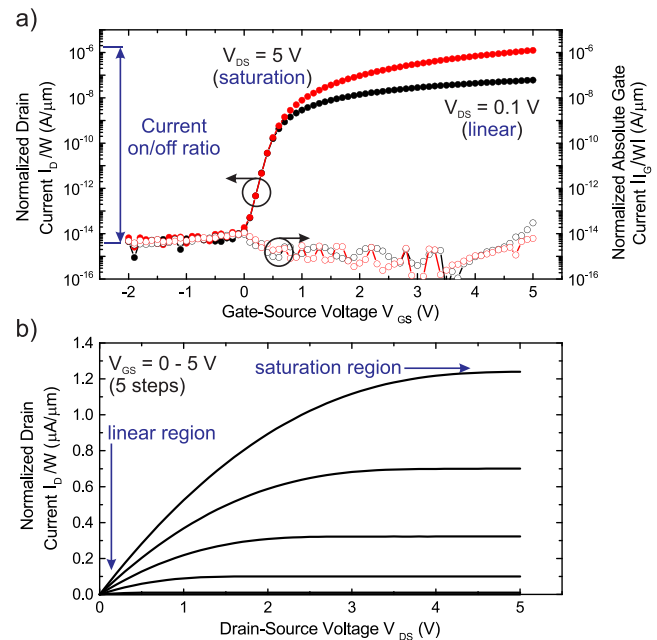 a)
Normalized Drain
Current I_D/W (A/μm)
10^-6
10^-8
10^-10
10^-12
10^-14
10^-16
V_DS = 5 V
(saturation)
V_DS = 0.1 V
(linear)
Current
on/off ratio
10^-6
10^-8
10^-10
10^-12
10^-14
10^-16
Normalized Absolute Gate
Current |I_G/W| (A/μm)
-2 -1 0 1 2 3 4 5
Gate-Source Voltage V_GS (V)
b)
Normalized Drain
Current I_D/W (μA/μm)
1.4
1.2
1.0
0.8
0.6
0.4
0.2
0.0
V_GS = 0 - 5 V
(5 steps)
saturation region
linear region
0 1 2 3 4 5
Drain-Source Voltage V_DS (V)